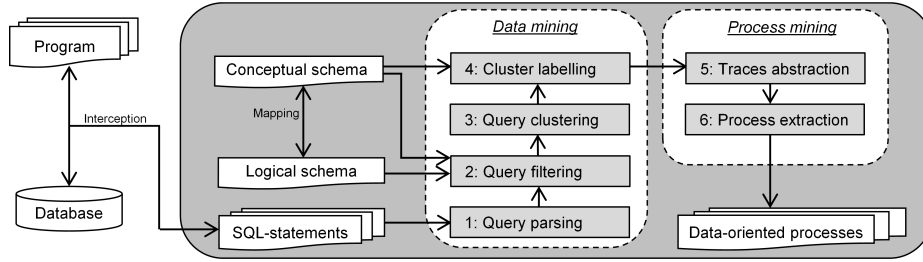 Program
Interception
Database
Conceptual schema
Mapping
Logical schema
SQL-statements
Data mining
4: Cluster labelling
3: Query clustering
2: Query filtering
1: Query parsing
Process mining
5: Traces abstraction
6: Process extraction
Data-oriented processes